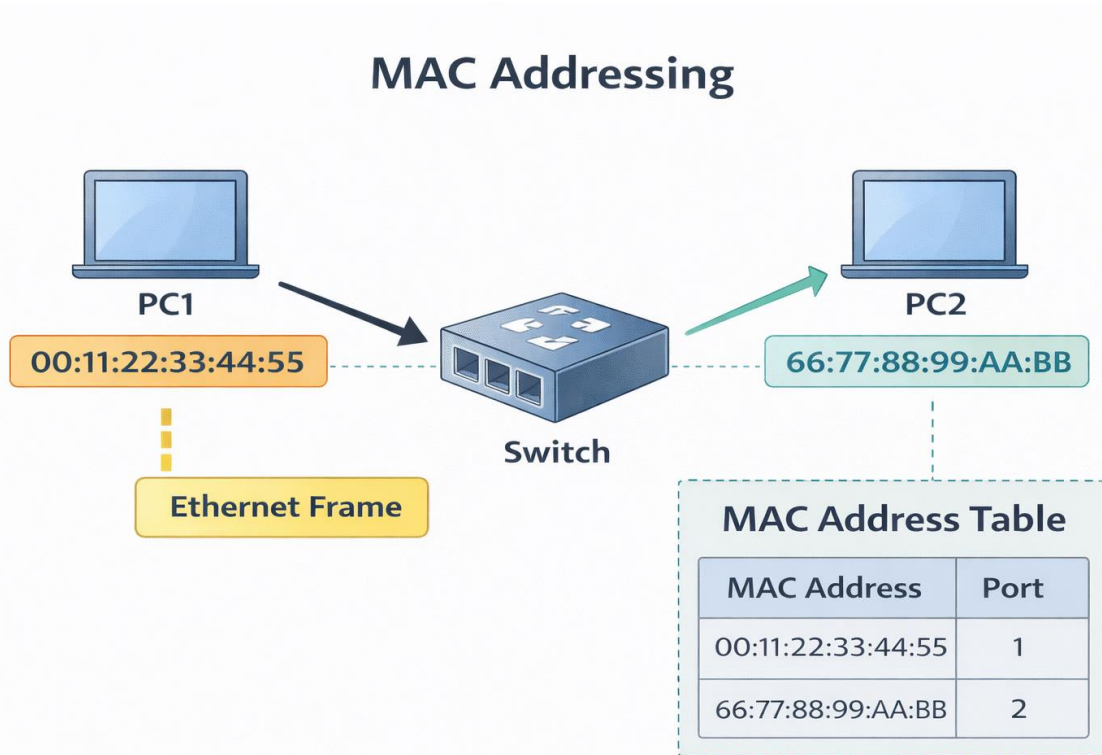 MAC Addressing
PC1
PC2
00:11:22:33:44:55
66:77:88:99:AA:BB
Switch
Ethernet Frame
MAC Address Table
MAC Address Port
00:11:22:33:44:55 1
66:77:88:99:AA:BB 2